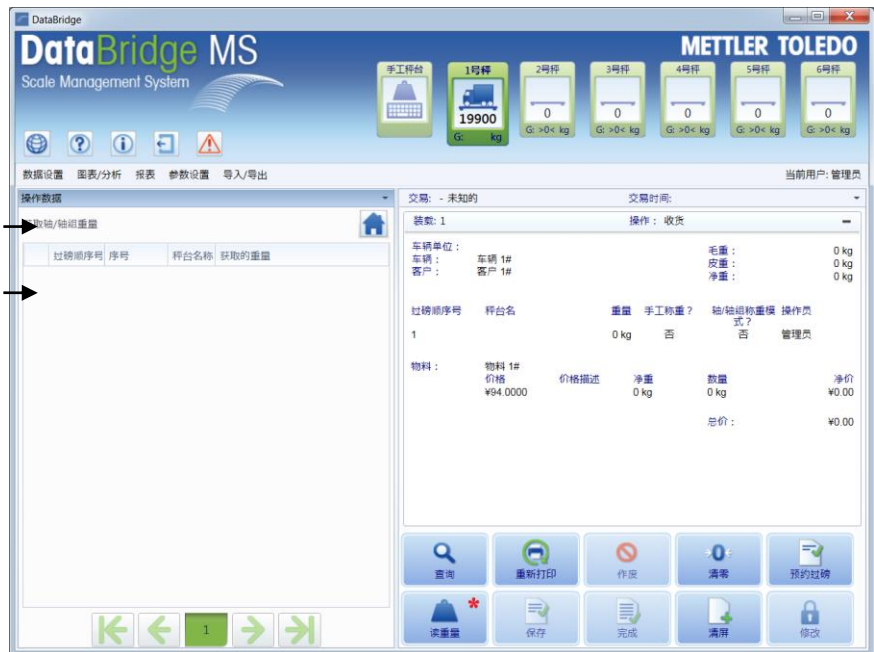 DataBridge
DataBridge MS
Scale Management System
METTLER TOLEDO
手工秤台 1号秤 2号秤 3号秤 4号秤 5号秤 6号秤
19900 0 0 0 0 0
G: kg G: >0< kg G: >0< kg G: >0< kg G: >0< kg G: >0< kg
数据设置 图表/分析 报表 参数设置 导入/导出 当前用户: 管理员
操作数据
取轴/轴组重量
过磅顺序号 序号 秤台名称 获取的重量
1
交易: - 未知的 交易时间:
装载: 1 操作: 收货
车辆单位:
车辆: 车辆 1#
客户: 客户 1#
毛重: 0 kg
皮重: 0 kg
净重: 0 kg
过磅顺序号 秤台名 重量 手工称重? 轴/轴组称重模式? 操作员
1 0 kg 否 否 管理员
物料: 物料 1#
价格 价格描述 净重 数量 净价
¥94.0000 0 kg 0 kg ¥0.00
总价: ¥0.00
查询 重新打印 作废 清零 预约过磅
读重量 * 保存 完成 清屏 修改